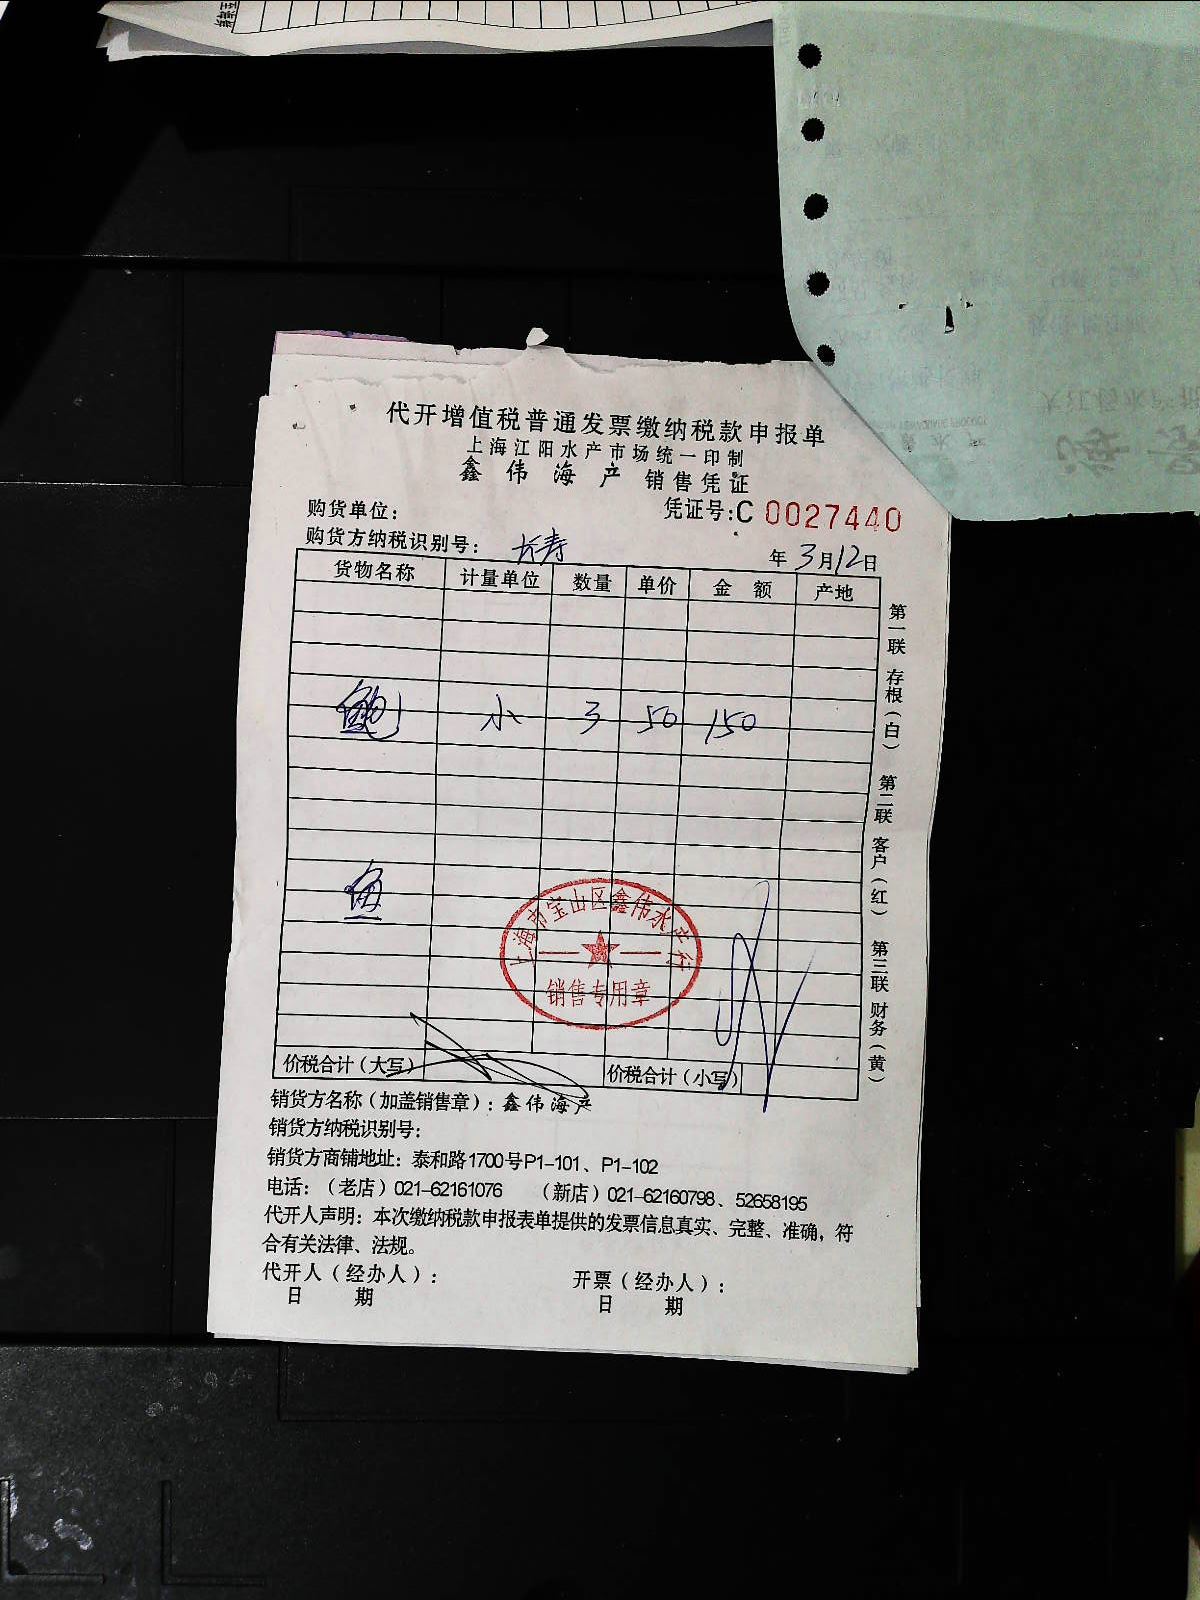 代开增值税普通发票缴纳税款申报单
上海江阳水产市场统一印制
鑫伟海产 销售凭证
购货单位： 凭证号:C 0027440
购货方纳税识别号： 长寿 年3月12日
货物名称 计量单位 数量 单价 金额 产地
鲍 小 3 50 150
鱼
上海市宝山区鑫伟水产行
销售专用章
价税合计（大写） 价税合计（小写）
销货方名称（加盖销售章）：鑫伟海产
销货方纳税识别号：
销货方商铺地址：泰和路1700号P1-101、P1-102
电话：（老店）021-62161076 （新店）021-62160798、52658195
代开人声明：本次缴纳税款申报表单提供的发票信息真实、完整、准确，符
合有关法律、法规。
代开人（经办人）： 开票（经办人）：
日 期 日 期
第一联 存根（白） 第二联 客户（红） 第三联 财务（黄）